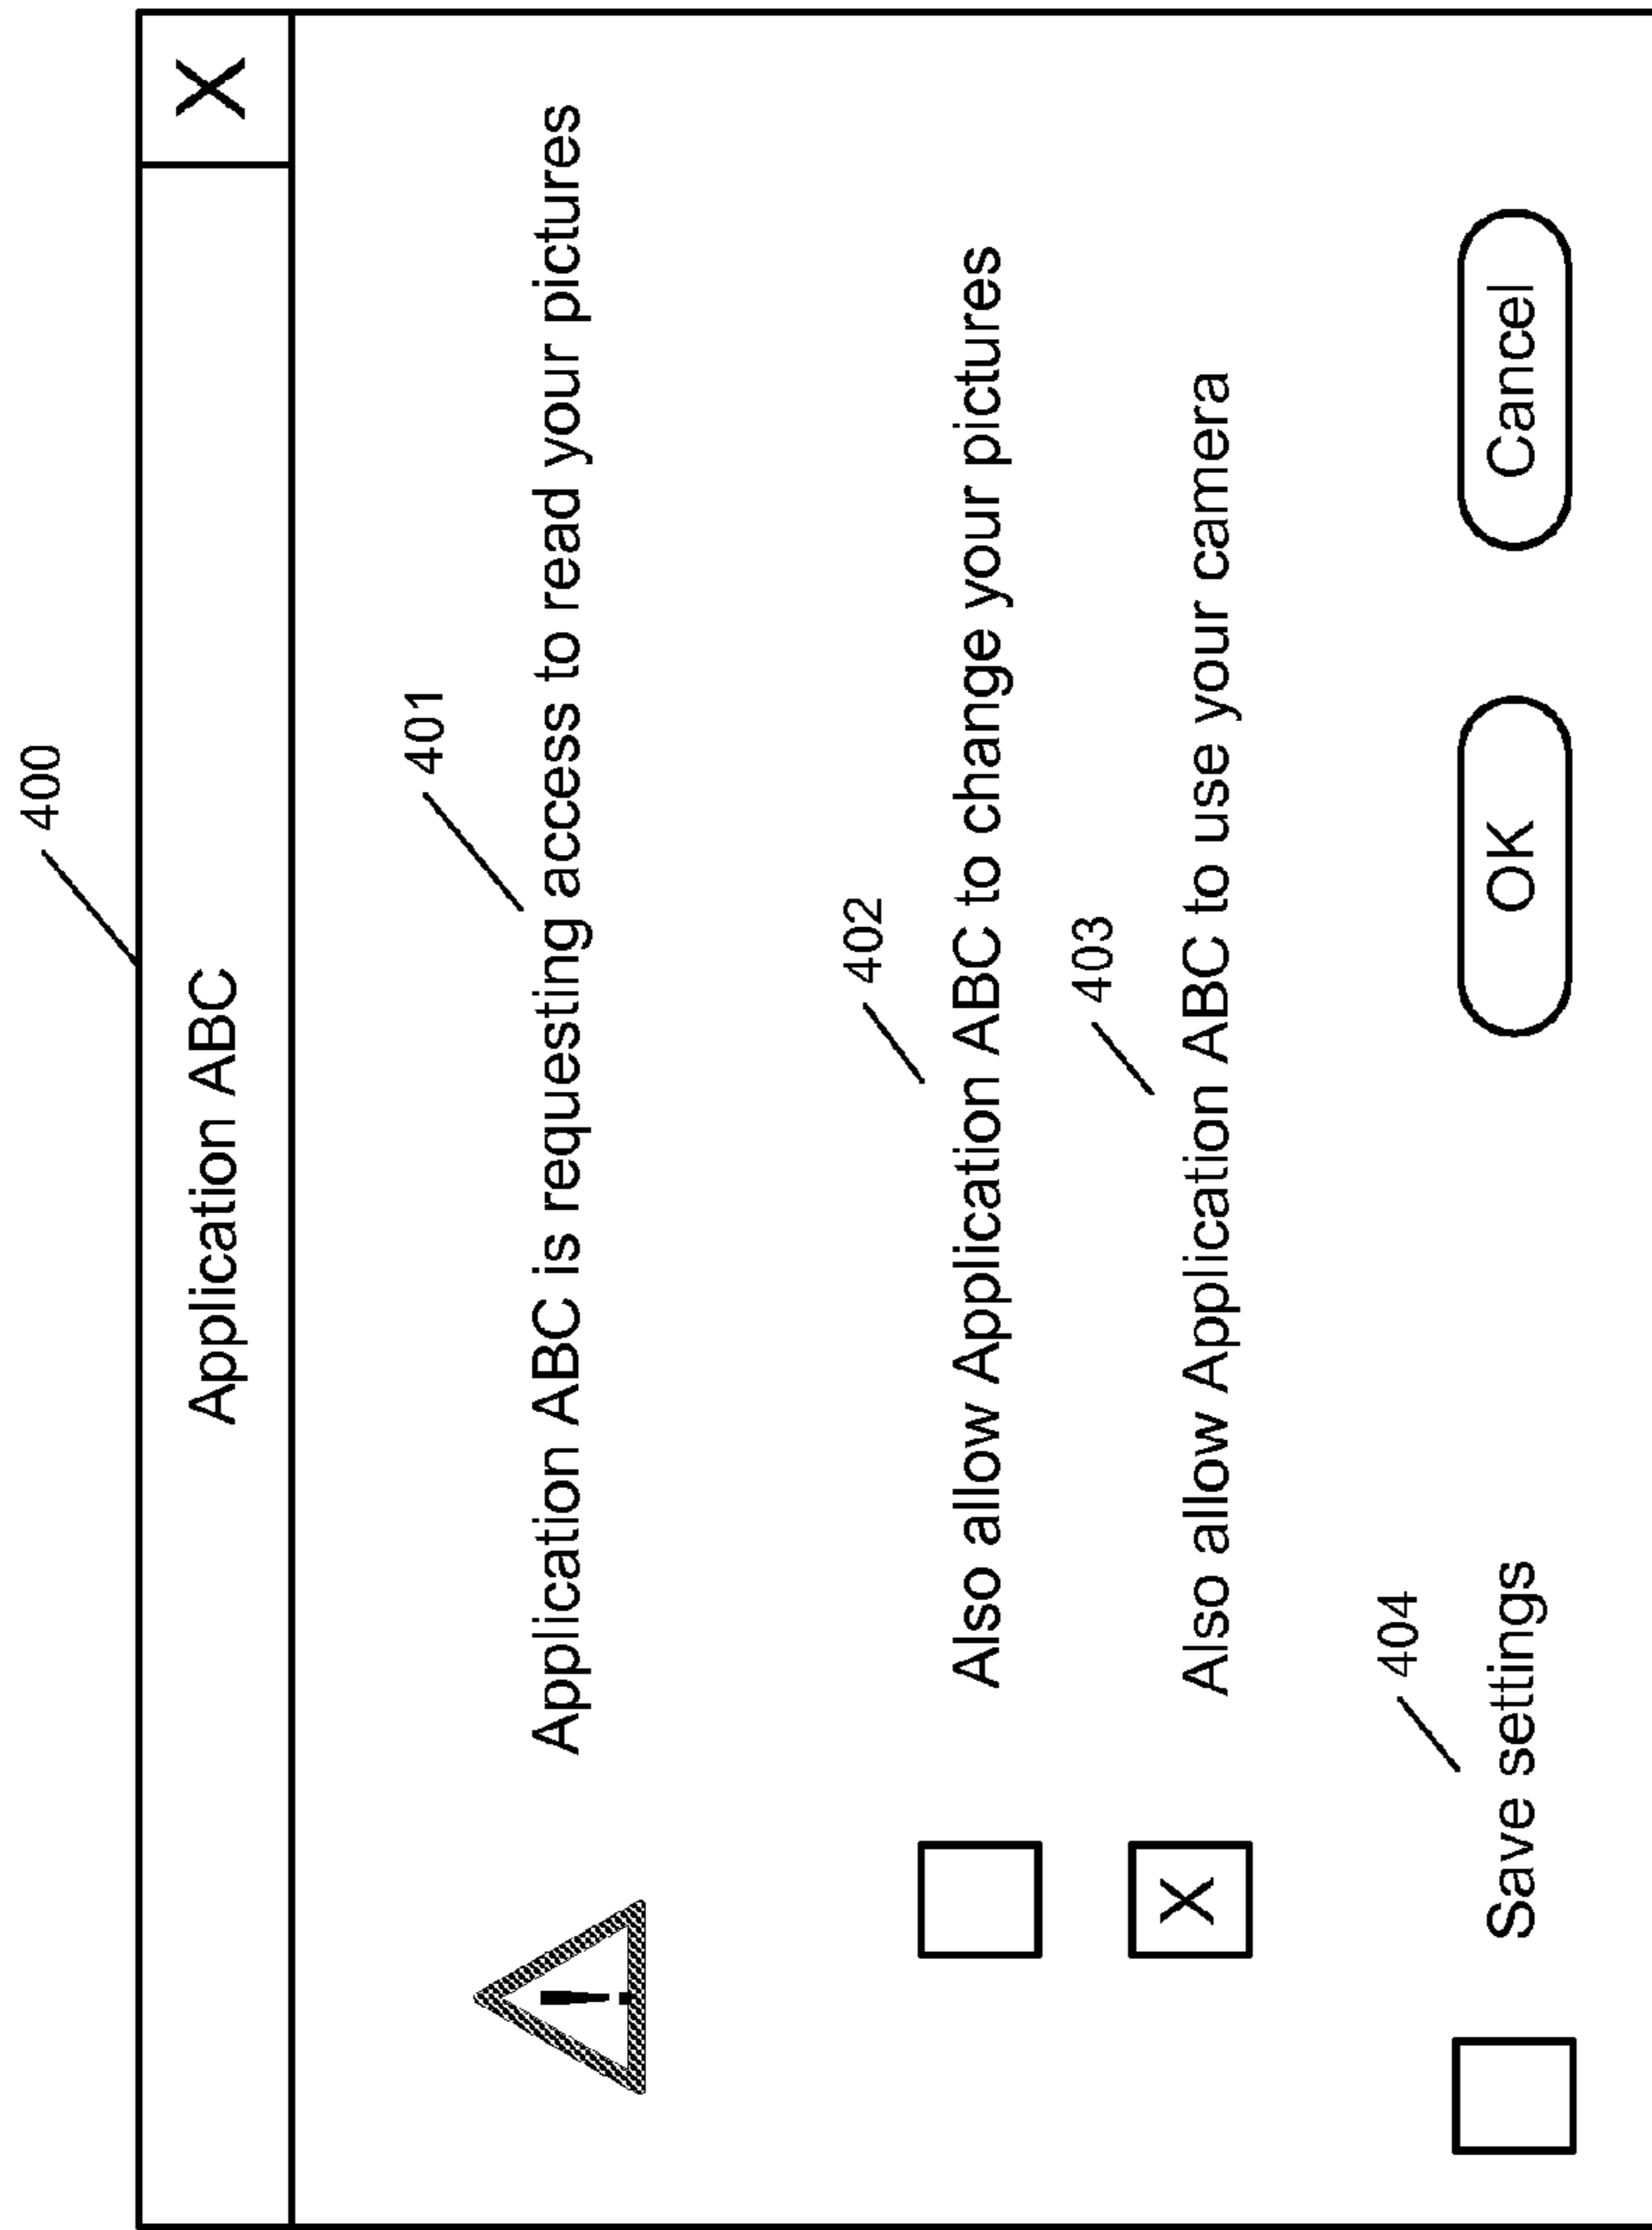 400
Application ABC X
401
Application ABC is requesting access to read your pictures
402
Also allow Application ABC to change your pictures
403
X Also allow Application ABC to use your camera
404
Save settings OK Cancel